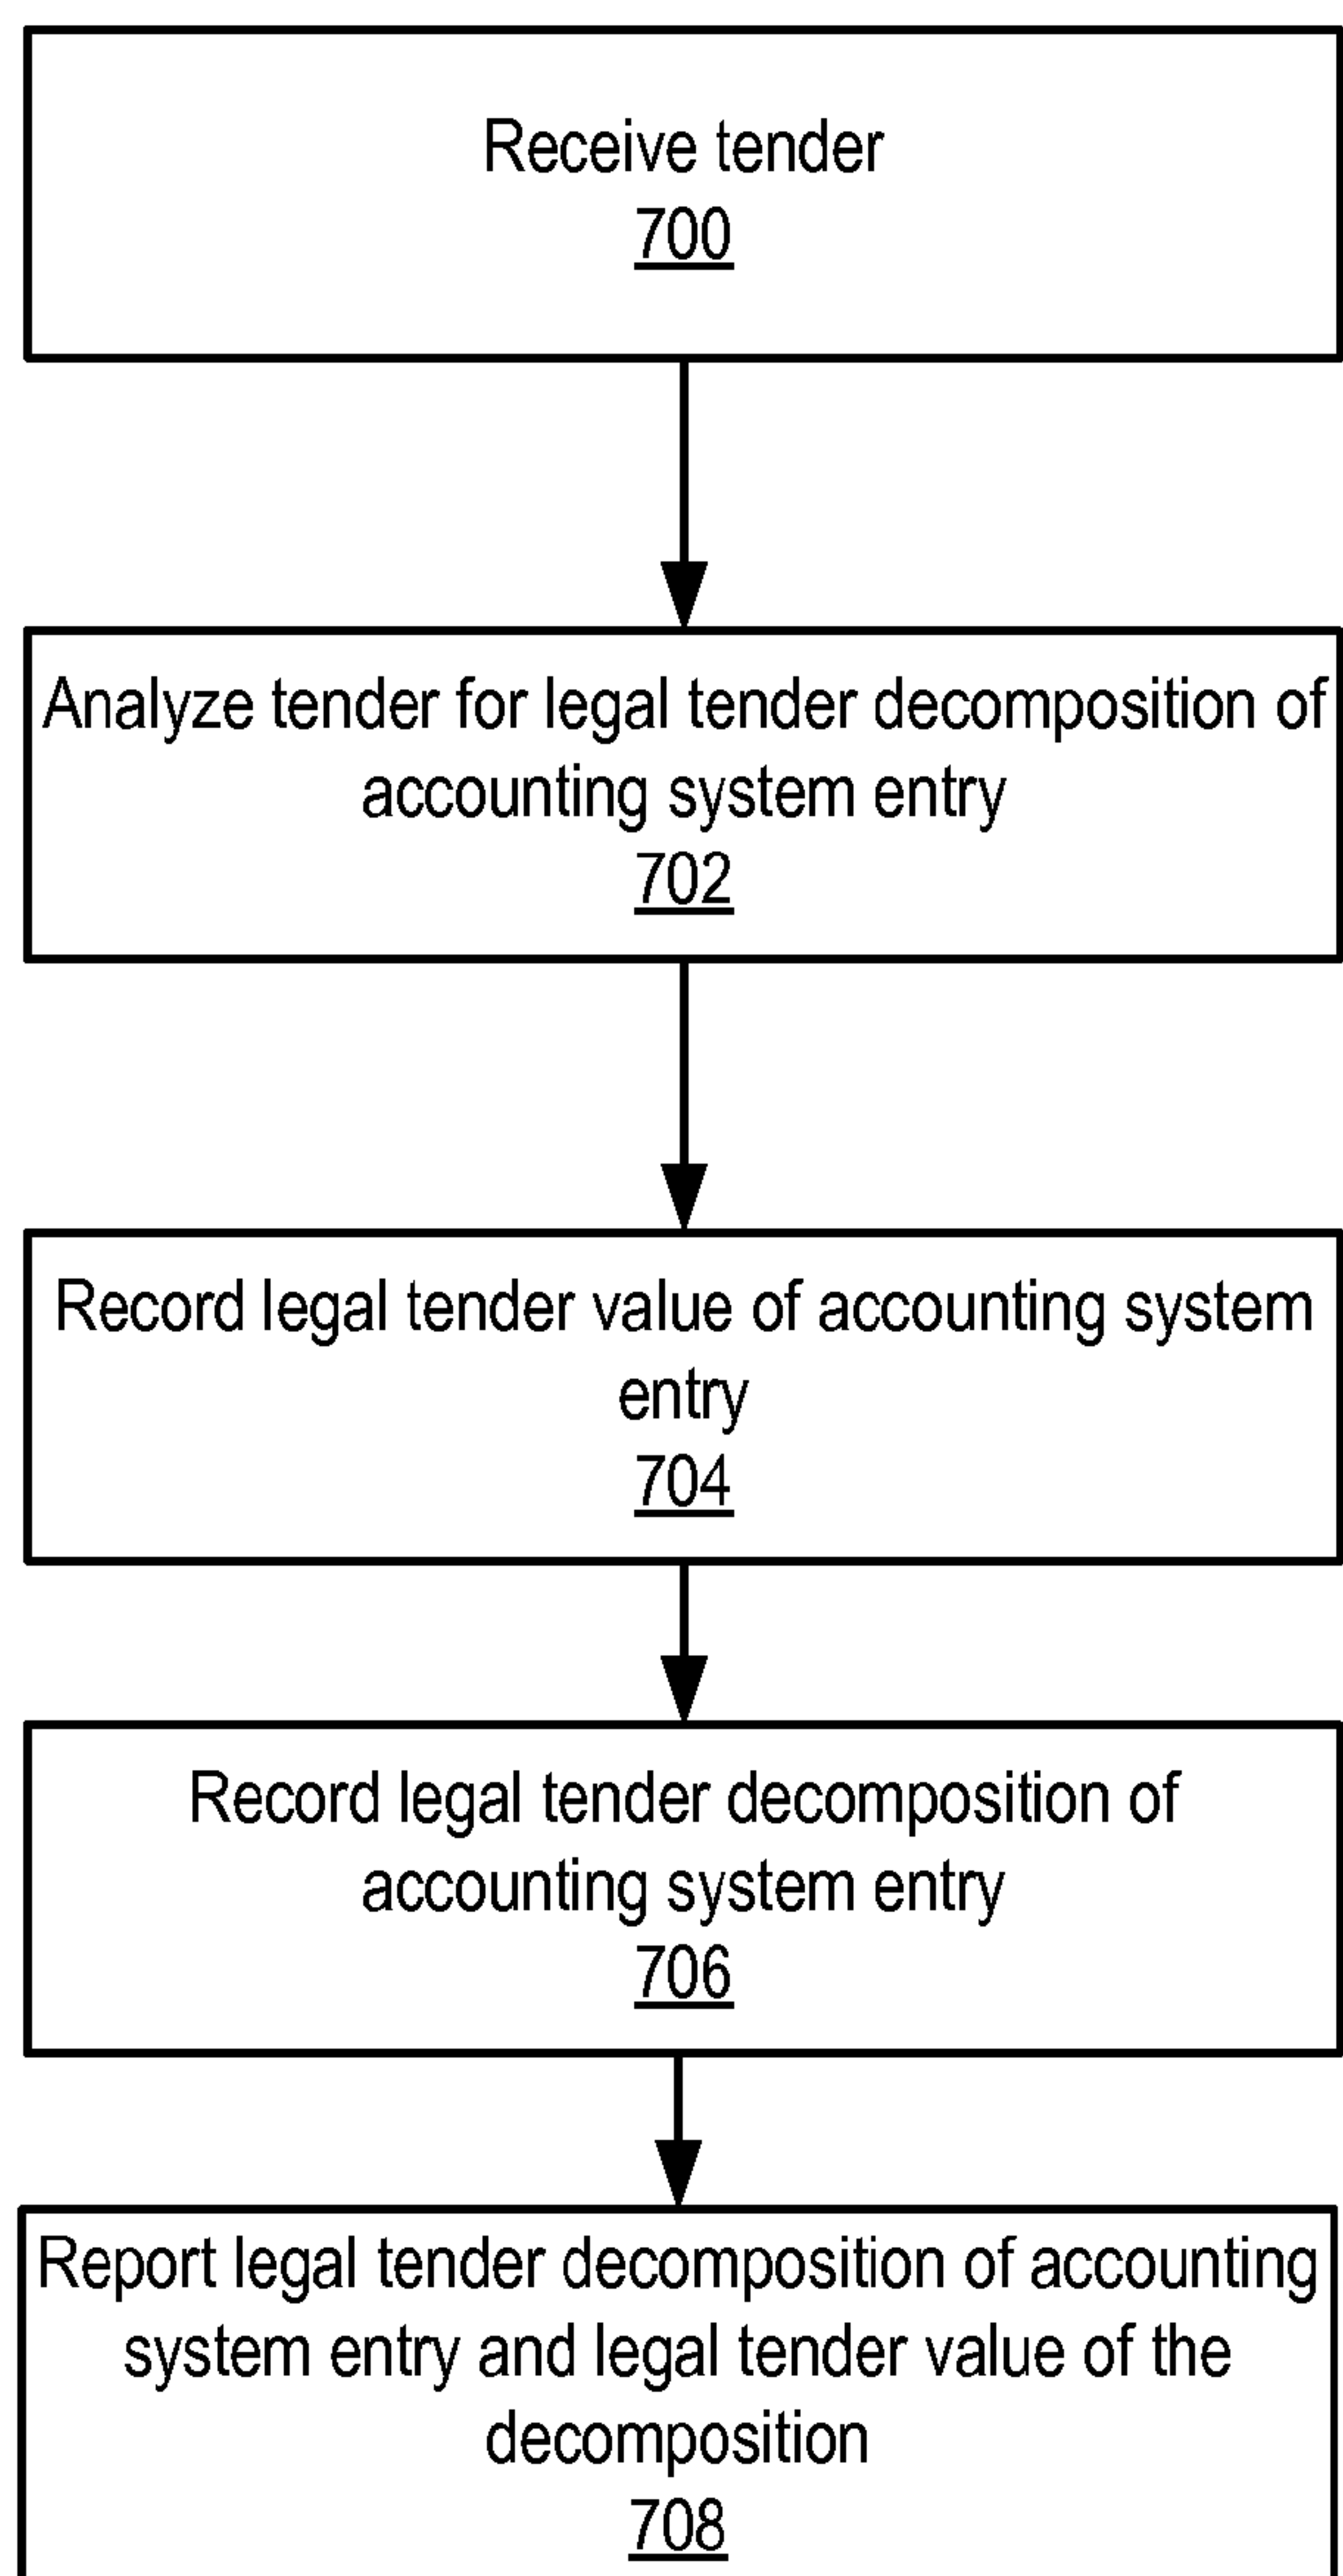 Receive tender
700
Analyze tender for legal tender decomposition of
accounting system entry
702
Record legal tender value of accounting system
entry
704
Record legal tender decomposition of
accounting system entry
706
Report legal tender decomposition of accounting
system entry and legal tender value of the
decomposition
708